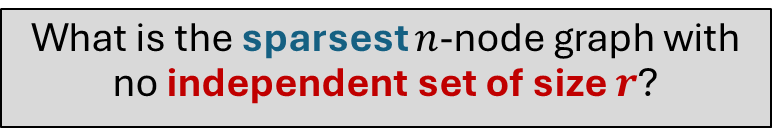 What is the sparsest n-node graph with
no independent set of size r?